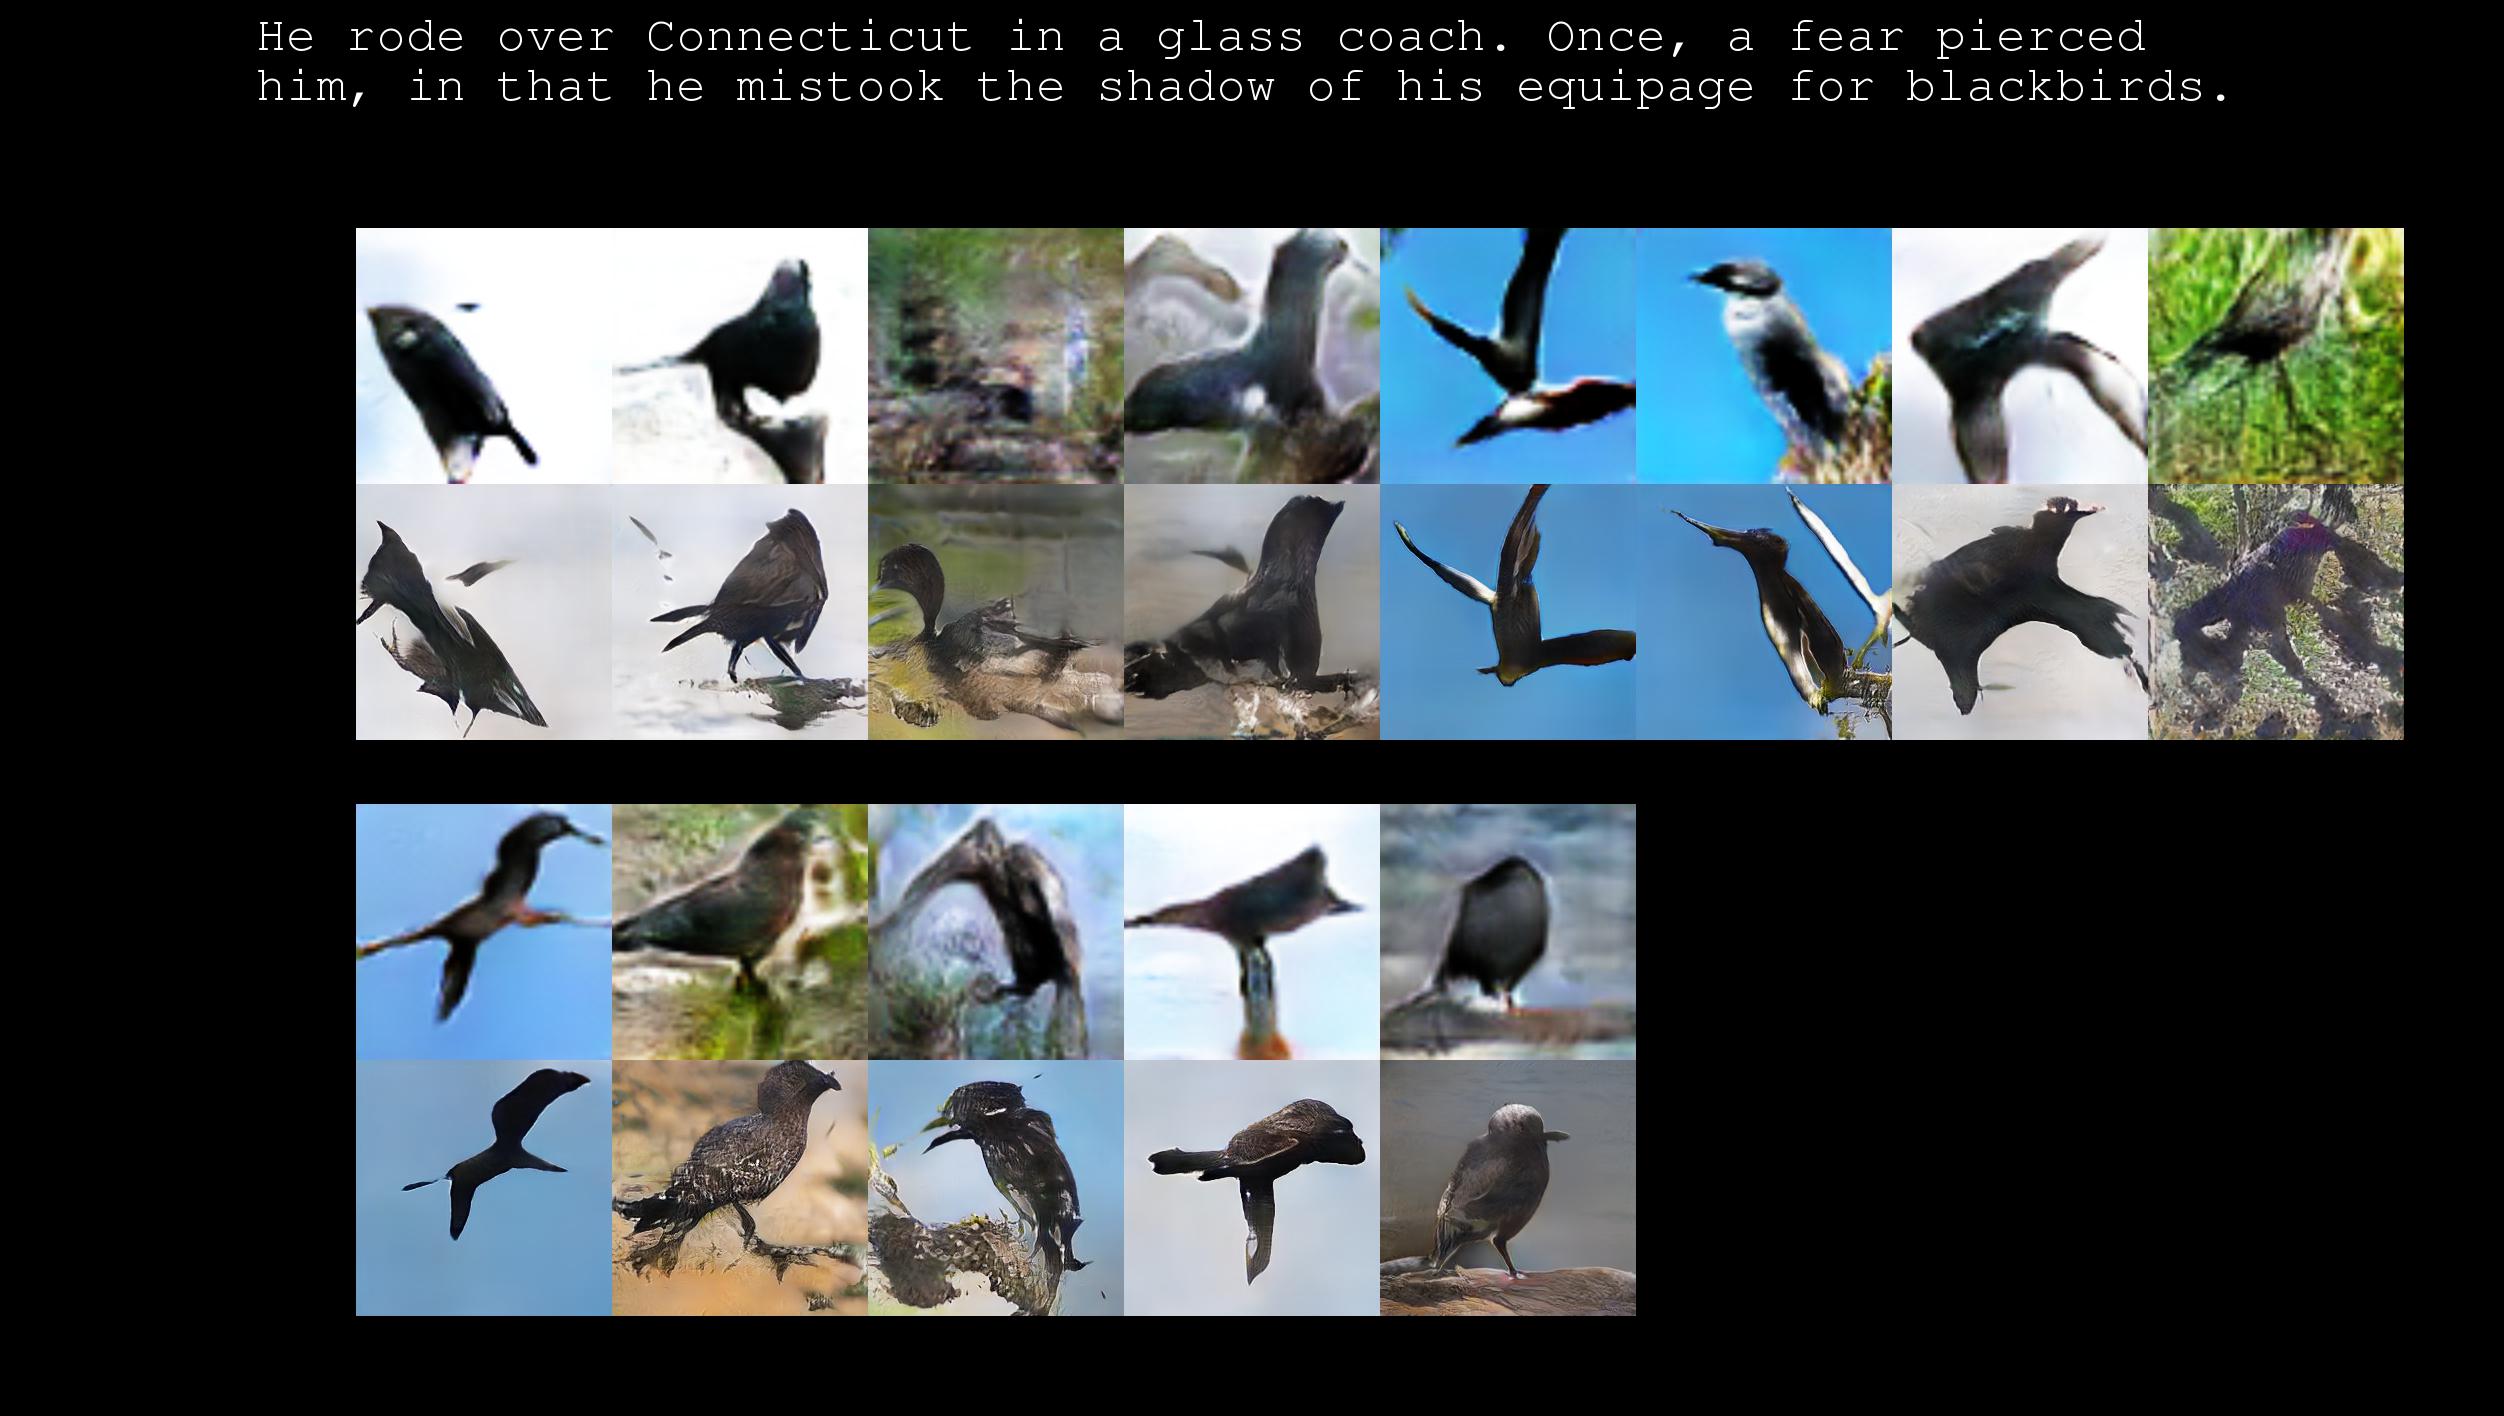 He rode over Connecticut in a glass coach. Once, a fear pierced
him, in that he mistook the shadow of his equipage for blackbirds.